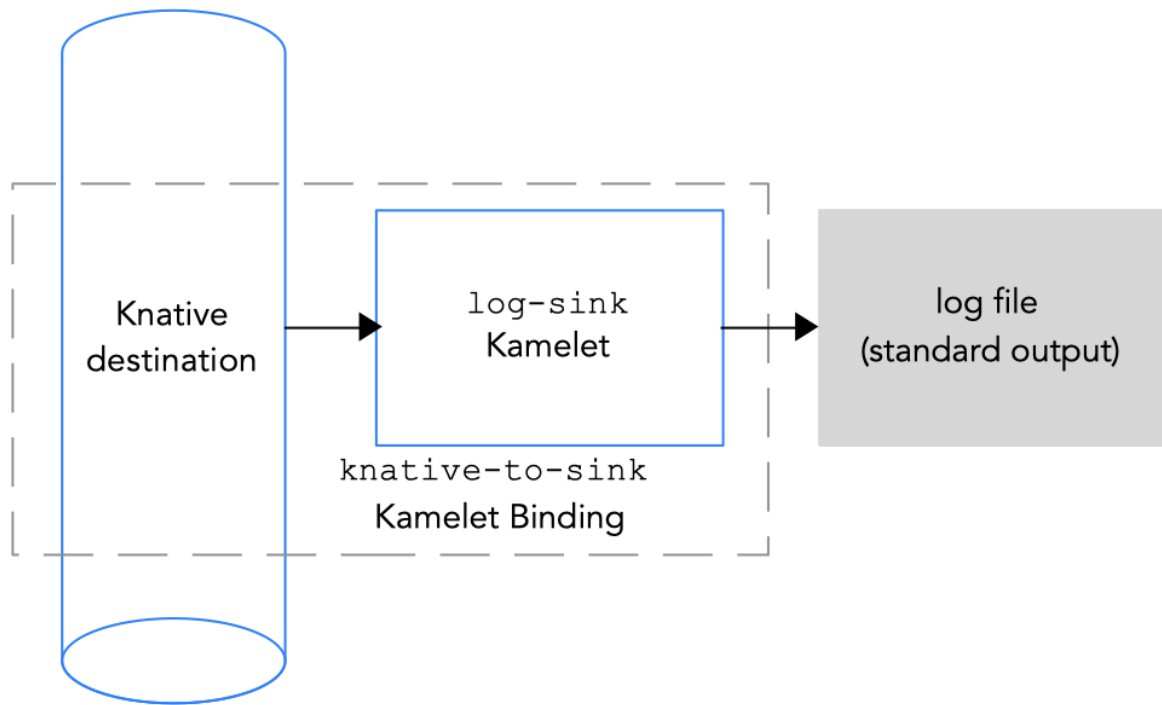 Knative
destination
log-sink
Kamelet
log file
(standard output)
knative-to-sink
Kamelet Binding